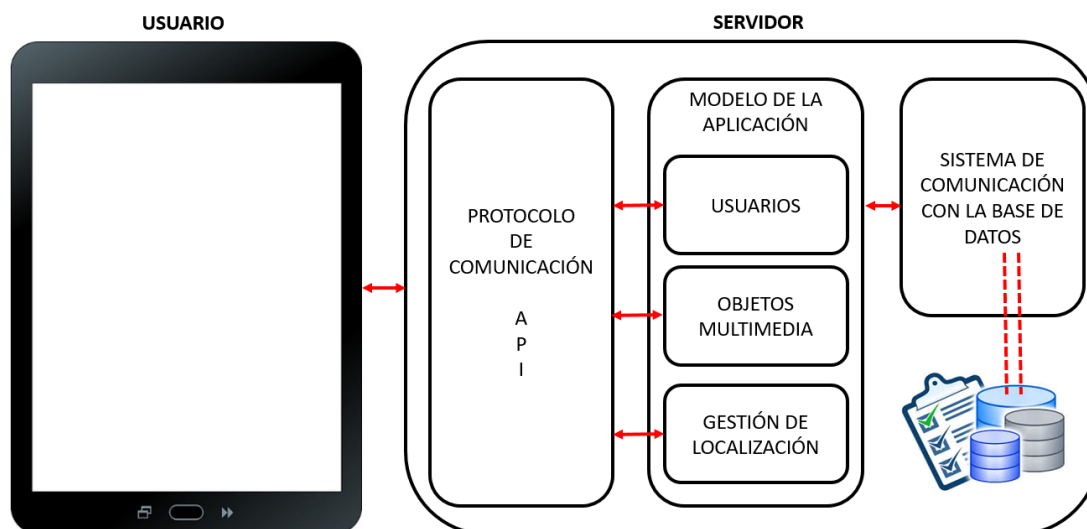 USUARIO
SERVIDOR
PROTOCOLO
DE
COMUNICACIÓN
A
P
I
MODELO DE LA
APLICACIÓN
USUARIOS
OBJETOS
MULTIMEDIA
GESTIÓN DE
LOCALIZACIÓN
SISTEMA DE
COMUNICACIÓN
CON LA BASE DE
DATOS